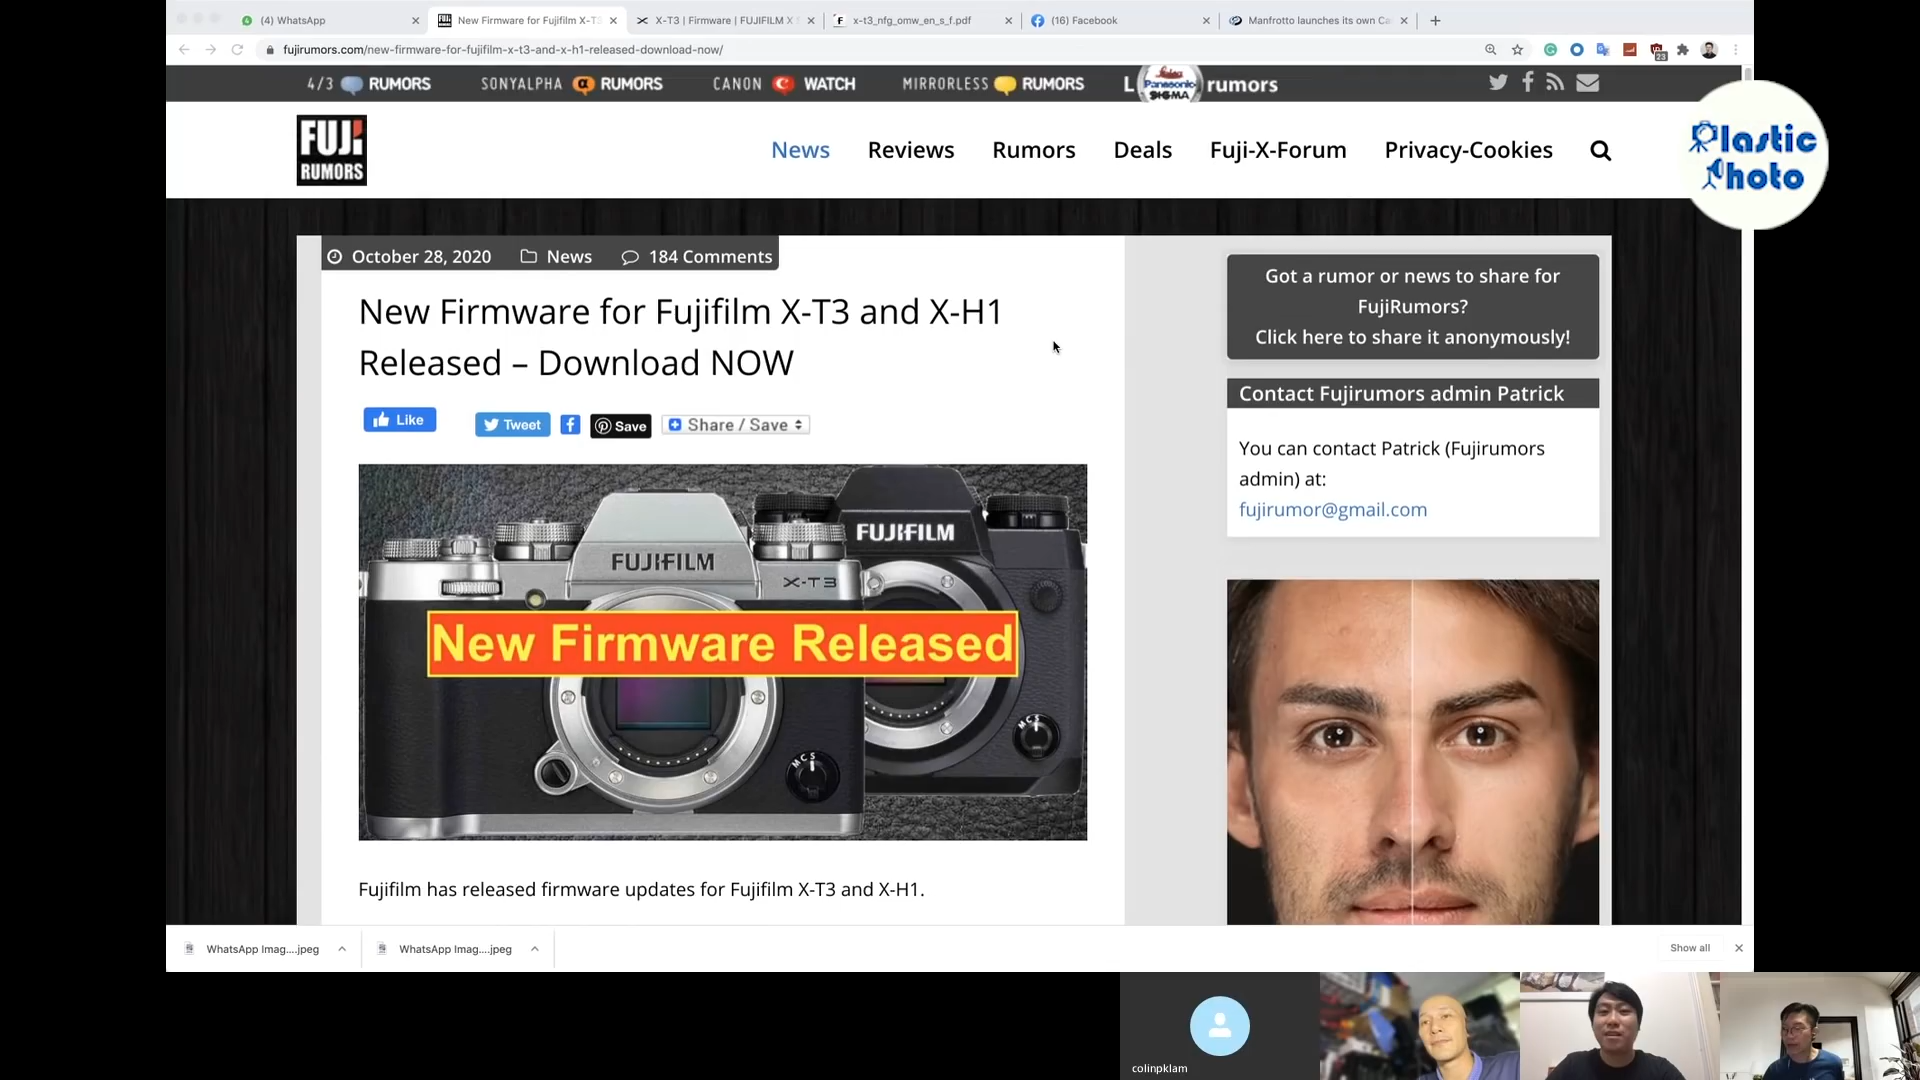 (4) WhatsApp
New Firmware for Fujifilm X-T
X-T3 | Firmware | FUJIFILM X
x-t3_nfg_omw_en_s_f.pdf
(16) Facebook
Manfrotto launches its own Ca
fujirumors.com/new-firmware-for-fujifilm-x-t3-and-x-h1-released-download-now/
23
4/3 RUMORS
SONYALPHA α RUMORS
CANON WATCH
MIRRORLESS RUMORS
L Leica Panasonic SIGMA rumors
FUJI
RUMORS
News
Reviews
Rumors
Deals
Fuji-X-Forum
Privacy-Cookies
Plastic
Photo
October 28, 2020
News
184 Comments
New Firmware for Fujifilm X-T3 and X-H1
Released – Download NOW
Like
Tweet
Save
Share / Save
FUJIFILM
FUJIFILM
X-T3
New Firmware Released
M C S
M C S
Fujifilm has released firmware updates for Fujifilm X-T3 and X-H1.
Got a rumor or news to share for
FujiRumors?
Click here to share it anonymously!
Contact Fujirumors admin Patrick
You can contact Patrick (Fujirumors
admin) at:
fujirumor@gmail.com
WhatsApp Imag....jpeg
WhatsApp Imag....jpeg
Show all
colinpklam